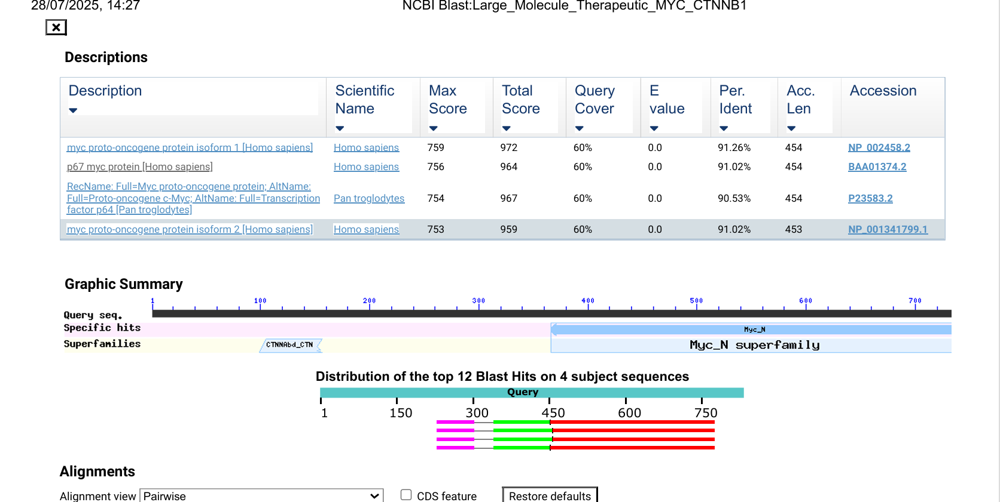 28/07/2025, 14:27 NCBI Blast:Large_Molecule_Therapeutic_MYC_CTNNB1
Descriptions
Description Scientific Name Max Score Total Score Query Cover E value Per. Ident Acc. Len Accession
myc proto-oncogene protein isoform 1 [Homo sapiens] Homo sapiens 759 972 60% 0.0 91.26% 454 NP_002458.2
p67 myc protein [Homo sapiens] Homo sapiens 756 964 60% 0.0 91.02% 454 BAA01374.2
RecName: Full=Myc proto-oncogene protein; AltName:
Full=Proto-oncogene c-Myc; AltName: Full=Transcription
factor p64 [Pan troglodytes] Pan troglodytes 754 967 60% 0.0 90.53% 454 P23583.2
myc proto-oncogene protein isoform 2 [Homo sapiens] Homo sapiens 753 959 60% 0.0 91.02% 453 NP_001341799.1
Graphic Summary
1 100 200 300 400 500 600 700
Query seq.
Specific hits Myc_N
Superfamilies CTNNAbd_CTN Myc_N superfamily
Distribution of the top 12 Blast Hits on 4 subject sequences
Query
1 150 300 450 600 750
Alignments
Alignment view Pairwise CDS feature Restore defaults